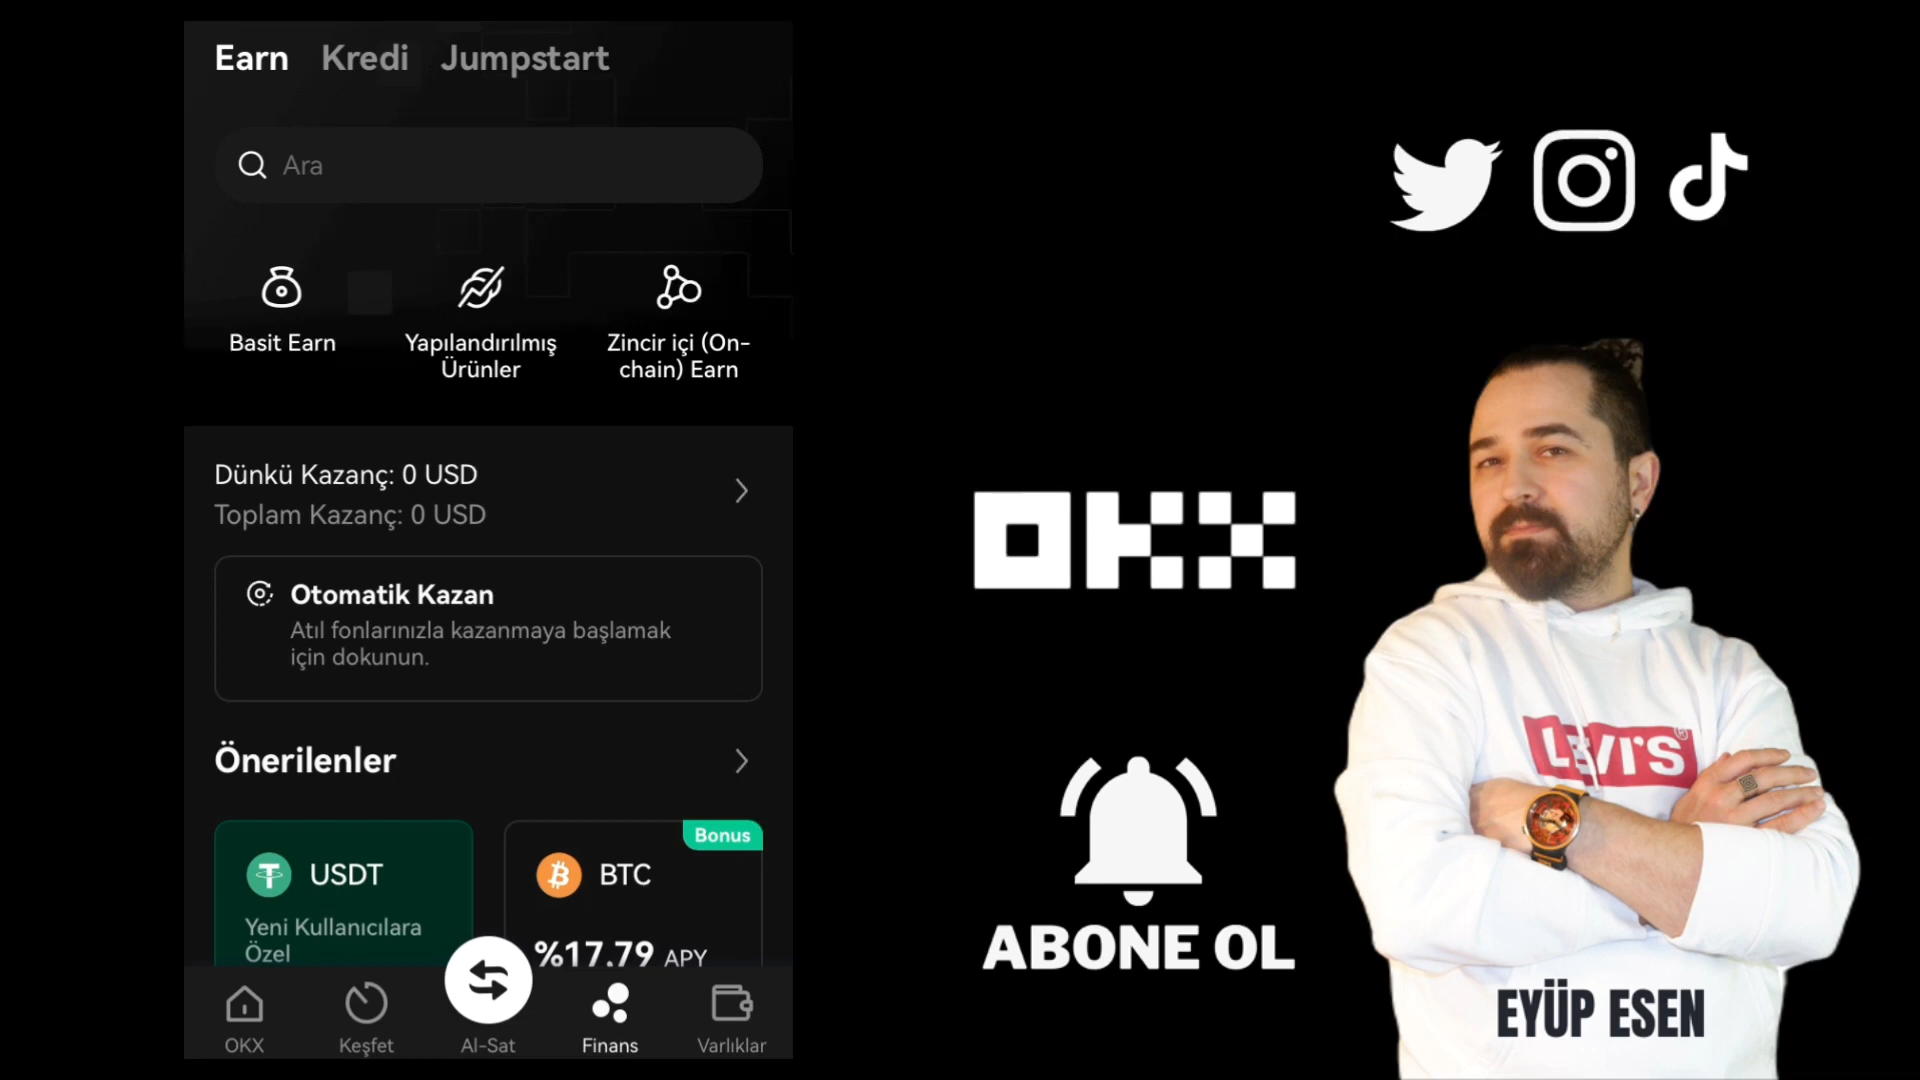 Earn Kredi Jumpstart
Ara
Basit Earn
Yapılandırılmış
Ürünler
Zincir içi (On-
chain) Earn
Dünkü Kazanç: 0 USD
Toplam Kazanç: 0 USD
Otomatik Kazan
Atıl fonlarınızla kazanmaya başlamak
için dokunun.
Önerilenler
USDT
Yeni Kullanıcılara
Özel
Bonus
BTC
%17.79 APY
OKX
Keşfet
Al-Sat
Finans
Varlıklar
OKX
ABONE OL
LEVI'S®
EYÜP ESEN